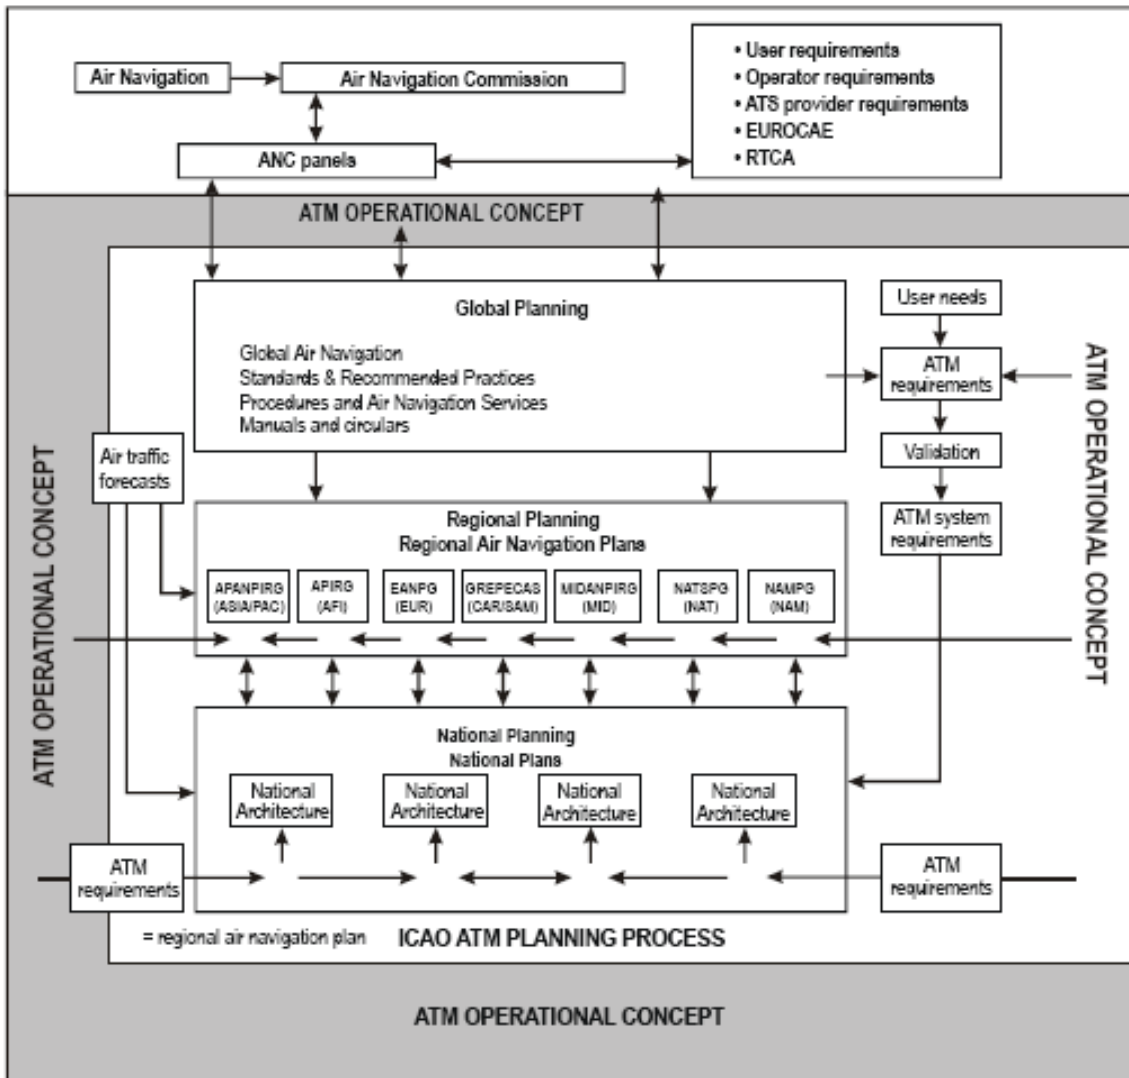 Air Navigation
Air Navigation Commission
• User requirements
• Operator requirements
• ATS provider requirements
• EUROCAE
• RTCA
ANC panels
ATM OPERATIONAL CONCEPT
Global Planning
Global Air Navigation
Standards & Recommended Practices
Procedures and Air Navigation Services
Manuals and circulars
User needs
ATM
requirements
Validation
ATM system
requirements
ATM OPERATIONAL CONCEPT
ATM OPERATIONAL CONCEPT
Air traffic
forecasts
Regional Planning
Regional Air Navigation Plans
APANPIRG
(ASIA/PAC)
APIRG
(AFI)
EANPG
(EUR)
GREPECAS
(CAR/SAM)
MIDANPIRG
(MID)
NATSPG
(NAT)
NAMPG
(NAM)
National Planning
National Plans
National
Architecture
National
Architecture
National
Architecture
National
Architecture
ATM
requirements
ATM
requirements
= regional air navigation plan
ICAO ATM PLANNING PROCESS
ATM OPERATIONAL CONCEPT